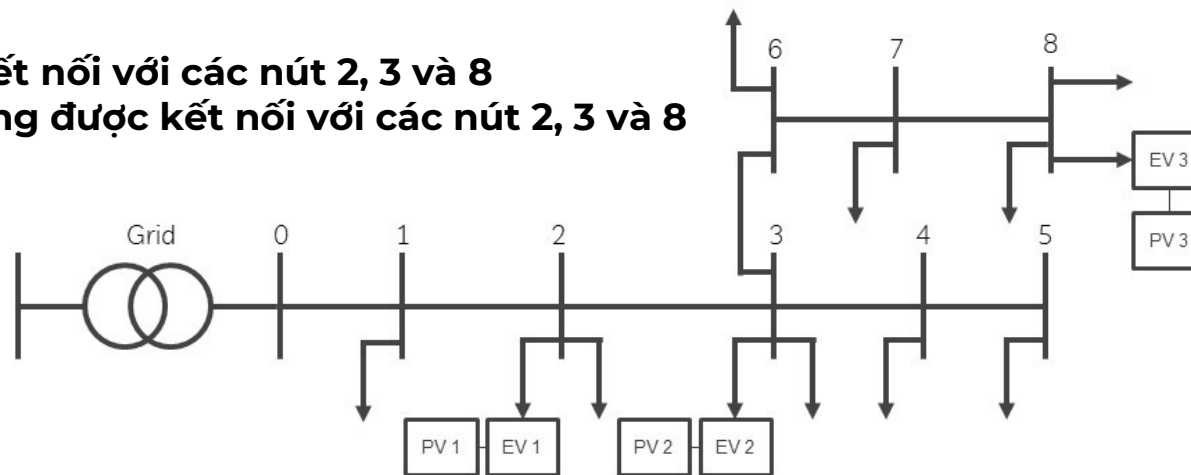 ết nối với các nút 2, 3 và 8
ng được kết nối với các nút 2, 3 và 8
6 7 8
EV 3
PV 3
Grid 0 1 2 3 4 5
PV 1 EV 1 PV 2 EV 2